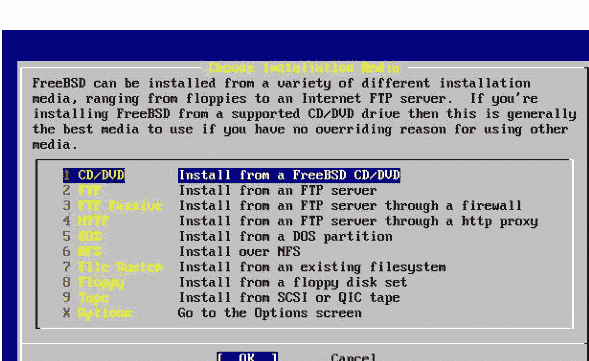 Choose Installation Media
FreeBSD can be installed from a variety of different installation
media, ranging from floppies to an Internet FTP server.  If you're
installing FreeBSD from a supported CD/DVD drive then this is generally
the best media to use if you have no overriding reason for using other
media.
1 CD/DVD Install from a FreeBSD CD/DVD
2 FTP Install from an FTP server
3 FTP Passive Install from an FTP server through a firewall
4 HTTP Install from an FTP server through a http proxy
5 DOS Install from a DOS partition
6 NFS Install over NFS
7 File System Install from an existing filesystem
8 Floppy Install from a floppy disk set
9 Tape Install from SCSI or QIC tape
X Options Go to the Options screen
[ OK ] Cancel